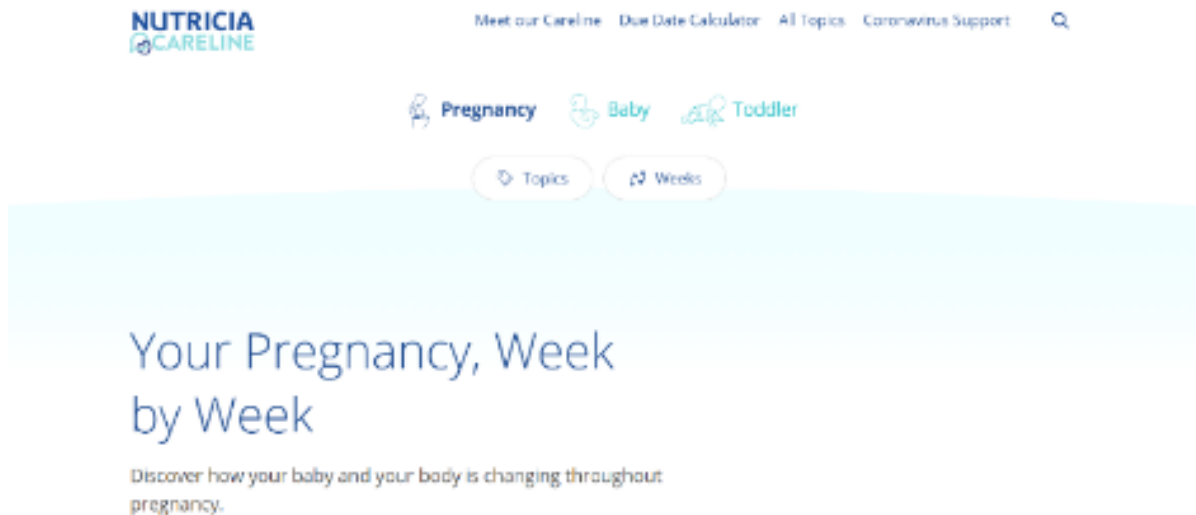 NUTRICIA
CARELINE
Meet our Careline Due Date Calculator All Topics Coronavirus Support
Pregnancy Baby Toddler
Topics Weeks
Your Pregnancy, Week
by Week
Discover how your baby and your body is changing throughout
pregnancy.